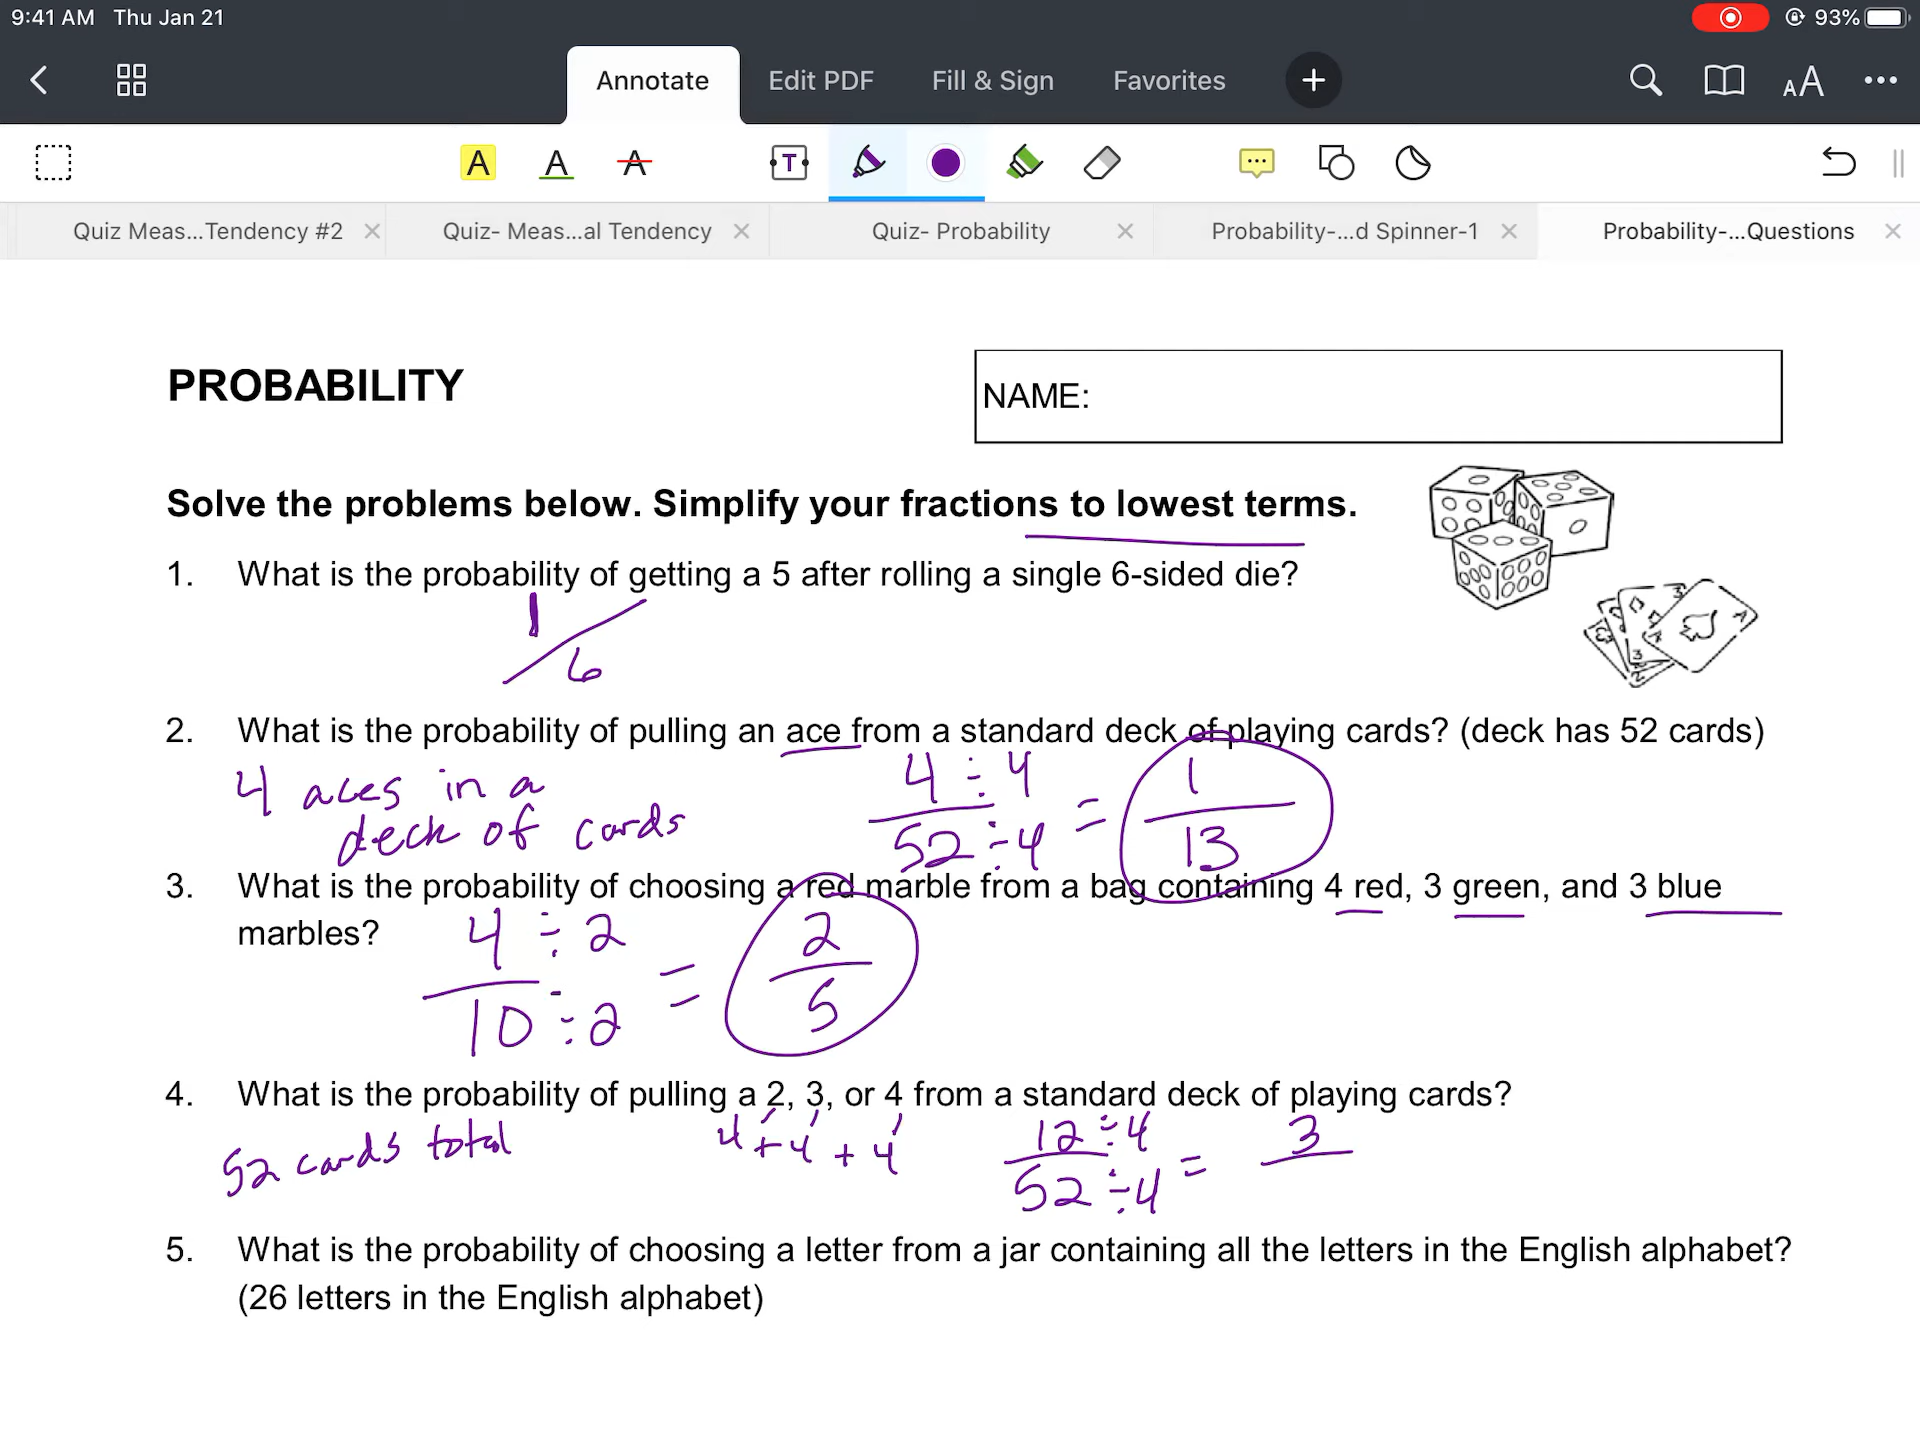 9:41 AM Thu Jan 21
93%
Annotate Edit PDF Fill & Sign Favorites +
AA
A A A T
Quiz Meas...Tendency #2 Quiz- Meas...al Tendency Quiz- Probability Probability-...d Spinner-1 Probability-...Questions
PROBABILITY
NAME:
Solve the problems below. Simplify your fractions to lowest terms.
1. What is the probability of getting a 5 after rolling a single 6-sided die?
1/6
2. What is the probability of pulling an ace from a standard deck of playing cards? (deck has 52 cards)
4 aces in a
deck of cards
4 ÷ 4 / 52 ÷ 4 = 1/13
3. What is the probability of choosing a red marble from a bag containing 4 red, 3 green, and 3 blue
marbles?
4 ÷ 2 / 10 ÷ 2 = 2/5
4. What is the probability of pulling a 2, 3, or 4 from a standard deck of playing cards?
52 cards total
4 + 4 + 4
12 ÷ 4 / 52 ÷ 4 = 3
5. What is the probability of choosing a letter from a jar containing all the letters in the English alphabet?
(26 letters in the English alphabet)